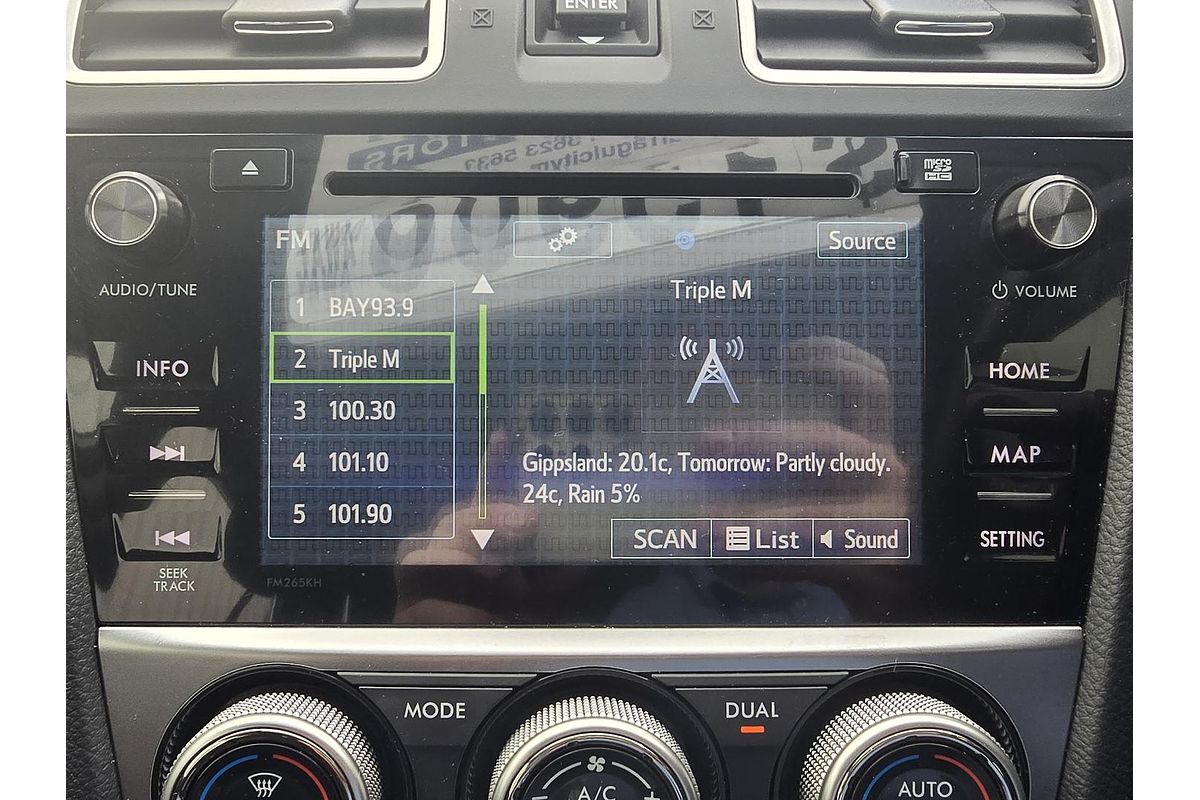 ENTER
micro
SD
HC
AUDIO/TUNE
VOLUME
INFO
HOME
MAP
SEEK
TRACK
SETTING
FM
Source
1 BAY93.9
2 Triple M
3 100.30
4 101.10
5 101.90
Triple M
Gippsland: 20.1c, Tomorrow: Partly cloudy.
24c, Rain 5%
SCAN
List
Sound
FM265KH
MODE
DUAL
A/C
AUTO